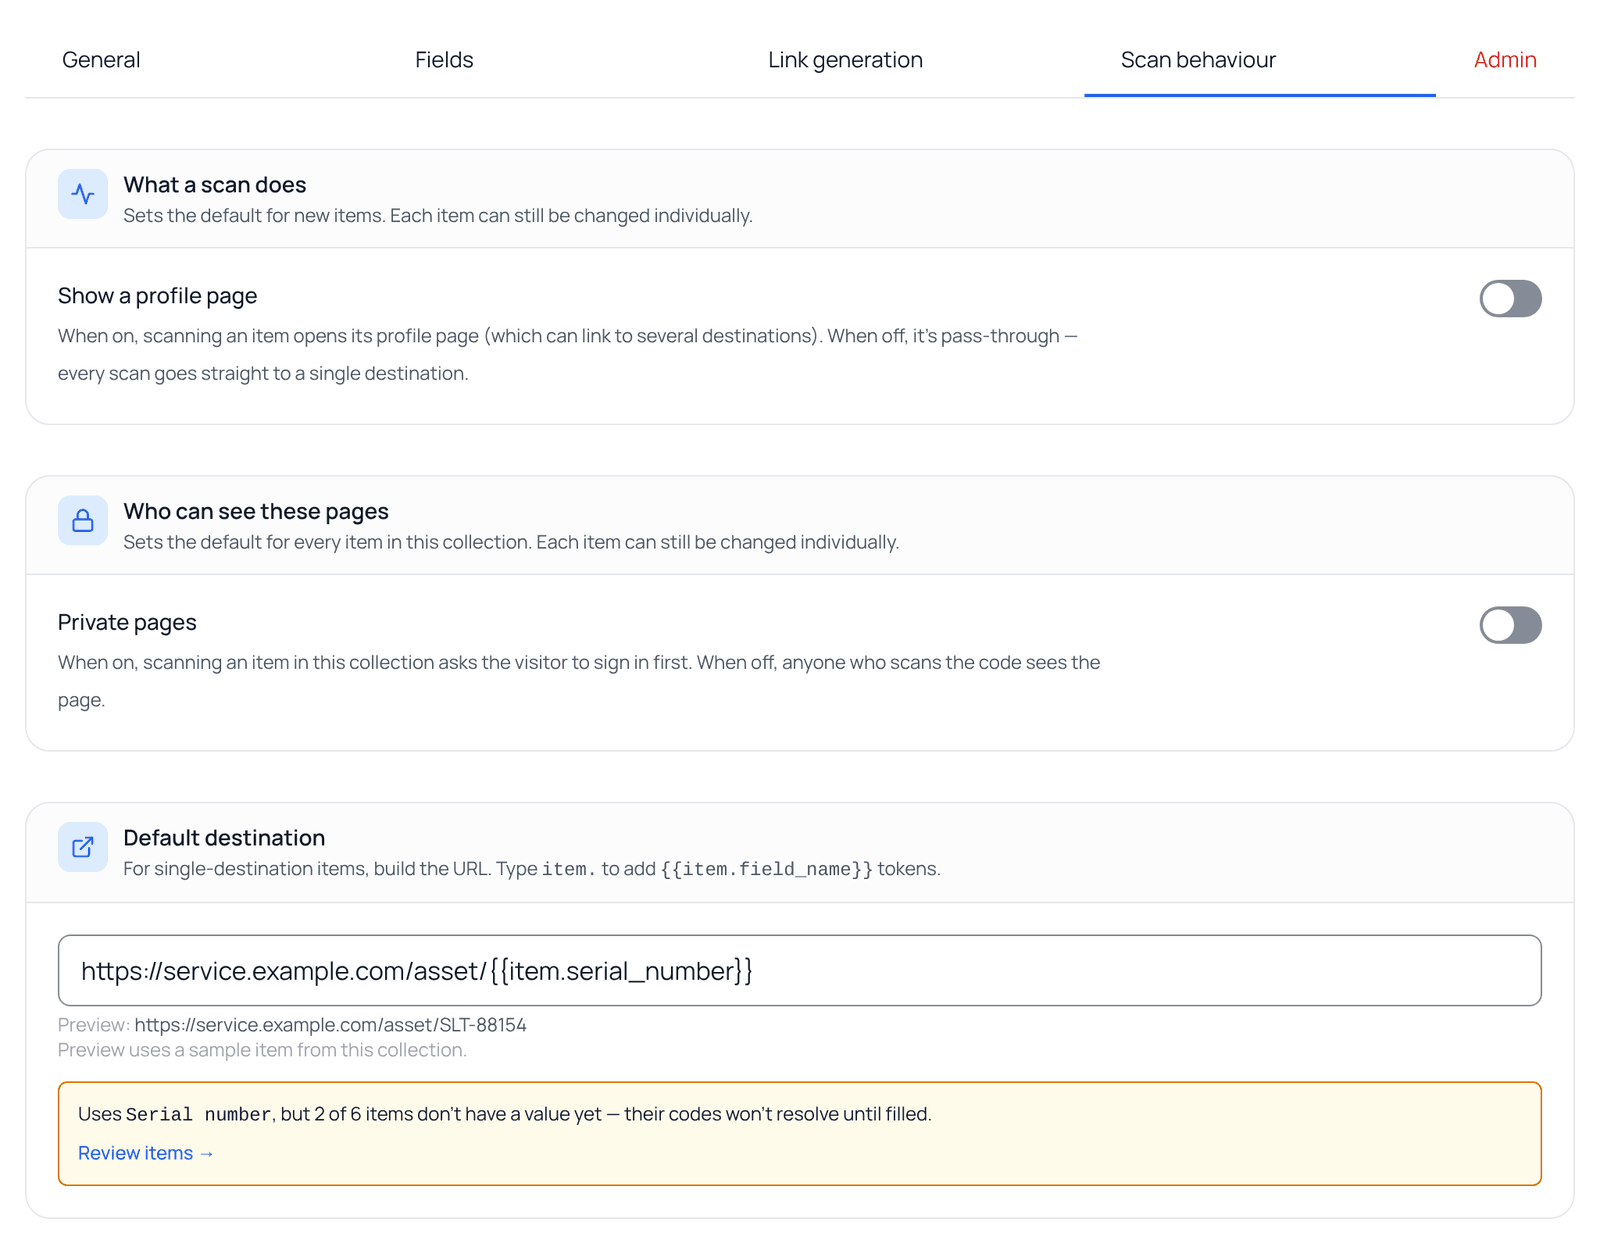 General
Fields
Link generation
Scan behaviour
Admin
What a scan does
Sets the default for new items. Each item can still be changed individually.
Show a profile page
When on, scanning an item opens its profile page (which can link to several destinations). When off, it's pass-through —
every scan goes straight to a single destination.
Who can see these pages
Sets the default for every item in this collection. Each item can still be changed individually.
Private pages
When on, scanning an item in this collection asks the visitor to sign in first. When off, anyone who scans the code sees the
page.
Default destination
For single-destination items, build the URL. Type item. to add {{item.field_name}} tokens.
https://service.example.com/asset/{{item.serial_number}}
Preview: https://service.example.com/asset/SLT-88154
Preview uses a sample item from this collection.
Uses Serial number, but 2 of 6 items don't have a value yet — their codes won't resolve until filled.
Review items →